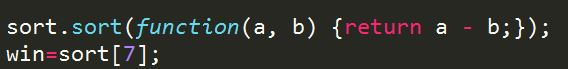 sort.sort(function(a, b) {return a - b;});
win=sort[7];